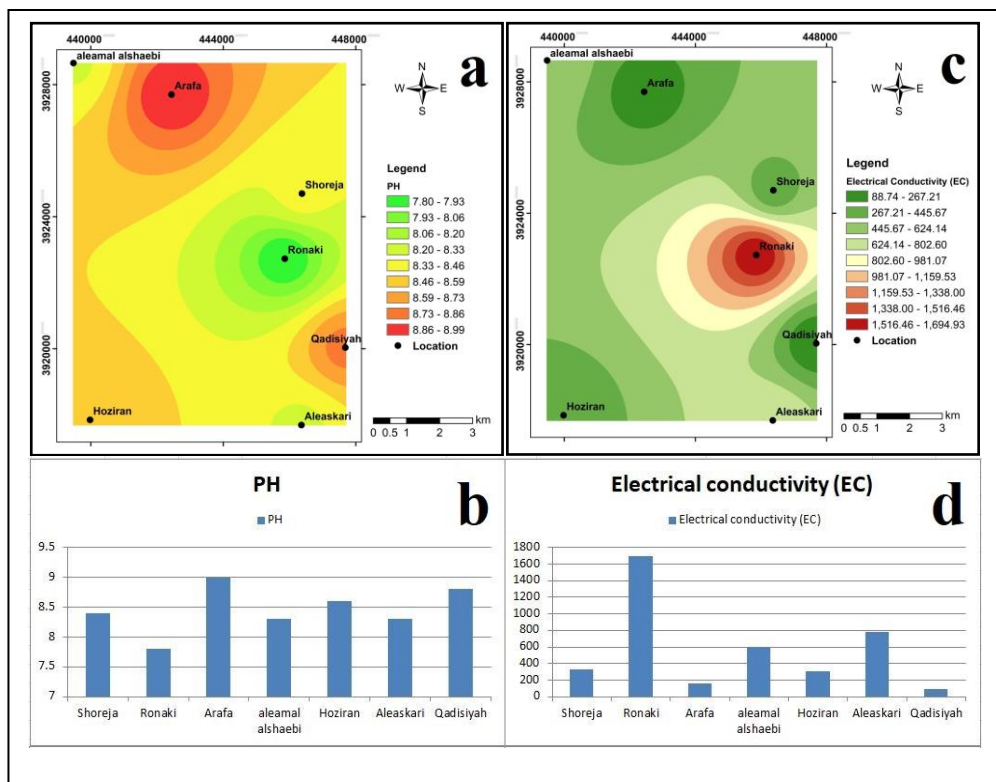 440000 444000 448000
aleamal alshaebi
a
Arafa
N
W E
S
3928000
Shoreja
3924000
Ronaki
Qadisiyah
3920000
Hoziran
Aleaskari
Legend
PH
7.80 - 7.93
7.93 - 8.06
8.06 - 8.20
8.20 - 8.33
8.33 - 8.46
8.46 - 8.59
8.59 - 8.73
8.73 - 8.86
8.86 - 8.99
Location
km
0 0.5 1 2 3
440000 444000 448000
aleamal alshaebi
c
Arafa
N
W E
S
3928000
Shoreja
3924000
Ronaki
Qadisiyah
3920000
Hoziran
Aleaskari
Legend
Electrical Conductivity (EC)
88.74 - 267.21
267.21 - 445.67
445.67 - 624.14
624.14 - 802.60
802.60 - 981.07
981.07 - 1,159.53
1,159.53 - 1,338.00
1,338.00 - 1,516.46
1,516.46 - 1,694.93
Location
km
0 0.5 1 2 3
PH
b
PH
9.5
9
8.5
8
7.5
7
Shoreja Ronaki Arafa aleamal Hoziran Aleaskari Qadisiyah
alshaebi
Electrical conductivity (EC)
d
Electrical conductivity (EC)
1800
1600
1400
1200
1000
800
600
400
200
0
Shoreja Ronaki Arafa aleamal Hoziran Aleaskari Qadisiyah
alshaebi